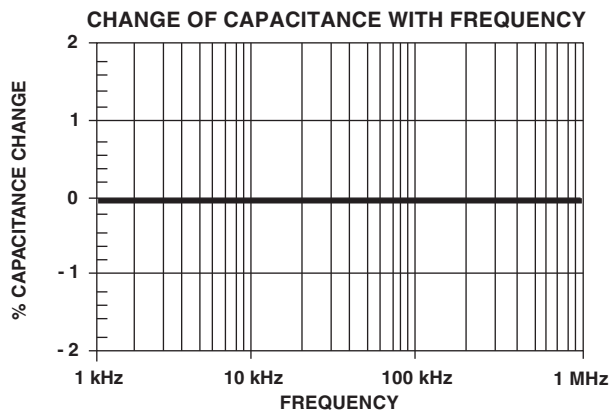 CHANGE OF CAPACITANCE WITH FREQUENCY
2
1
0
- 1
- 2
% CAPACITANCE CHANGE
1 kHz 10 kHz 100 kHz 1 MHz
FREQUENCY